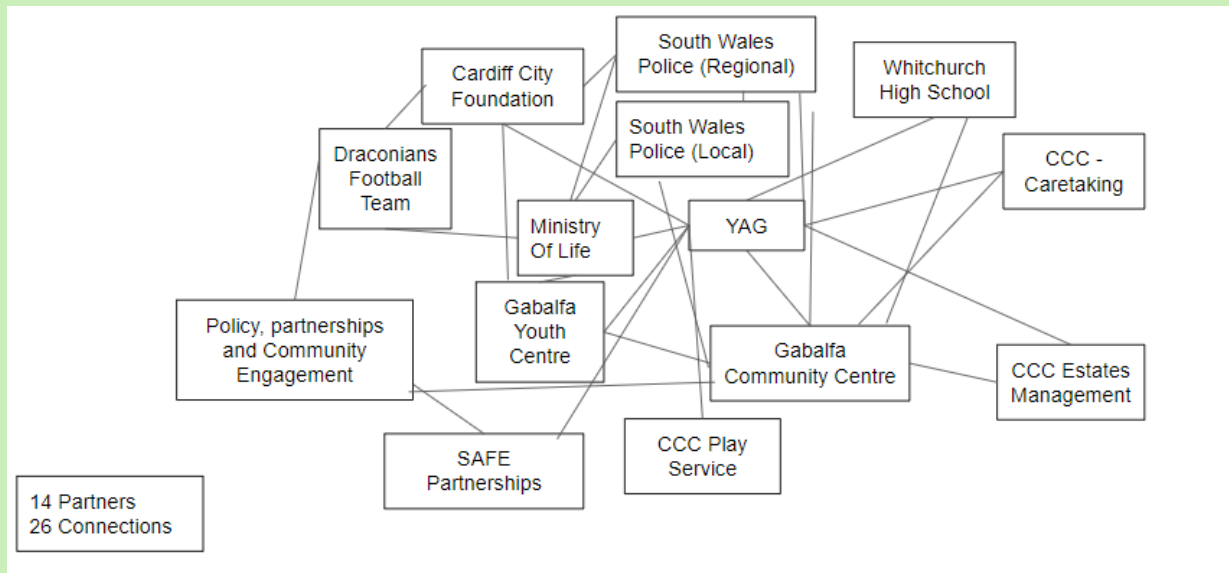 South Wales
Police (Regional)
Cardiff City
Foundation
Whitchurch
High School
South Wales
Police (Local)
Draconians
Football
Team
CCC -
Caretaking
Ministry
Of Life
YAG
Gabalfa
Youth
Centre
Policy, partnerships
and Community
Engagement
Gabalfa
Community Centre
CCC Estates
Management
SAFE
Partnerships
CCC Play
Service
14 Partners
26 Connections